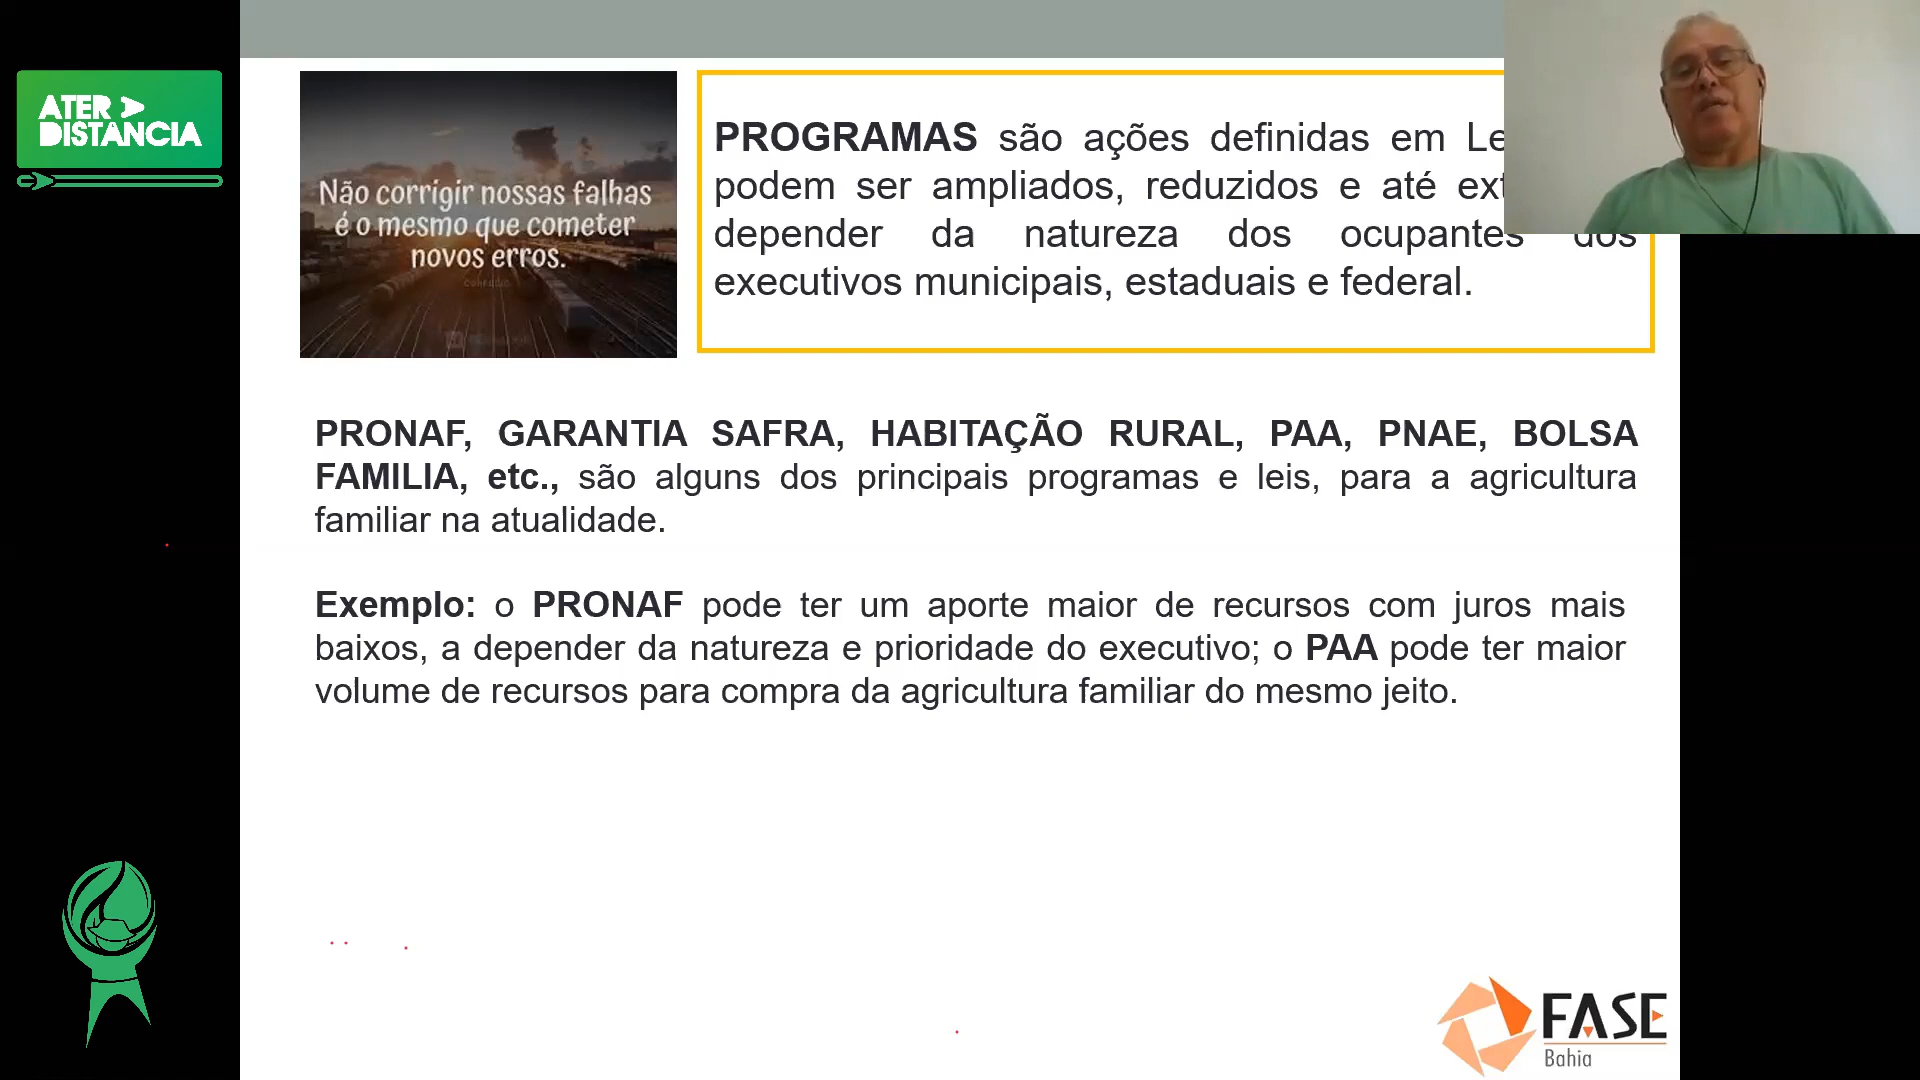 ATER
DISTANCIA
Não corrigir nossas falhas
é o mesmo que cometer
novos erros.
CONFÚCIO
PROGRAMAS são ações definidas em
podem ser ampliados, reduzidos e até
depender da natureza dos ocupantes dos
executivos municipais, estaduais e federal.
PRONAF, GARANTIA SAFRA, HABITAÇÃO RURAL, PAA, PNAE, BOLSA
FAMILIA, etc., são alguns dos principais programas e leis, para a agricultura
familiar na atualidade.
Exemplo: o PRONAF pode ter um aporte maior de recursos com juros mais
baixos, a depender da natureza e prioridade do executivo; o PAA pode ter maior
volume de recursos para compra da agricultura familiar do mesmo jeito.
FASE
Bahia